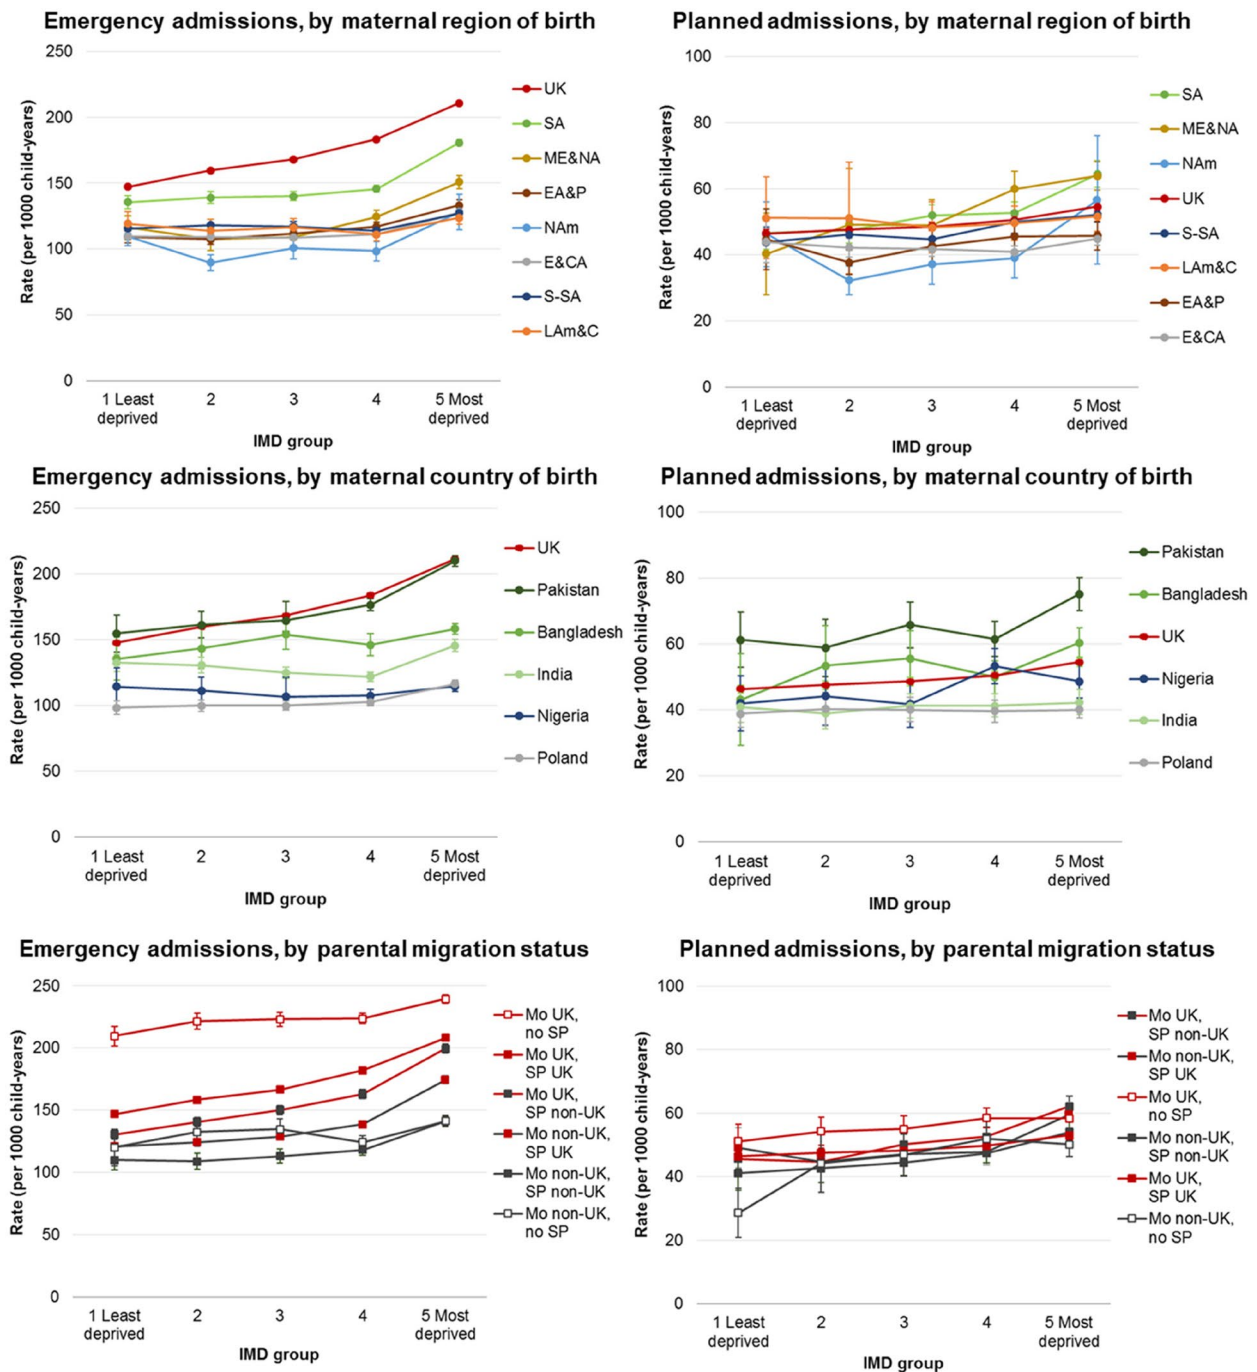 Emergency admissions, by maternal region of birth
Rate (per 1000 child-years)
250
200
150
100
50
0
1 Least
deprived
2
3
4
5 Most
deprived
IMD group
UK
SA
ME&NA
EA&P
NAm
E&CA
S-SA
LAm&C
Planned admissions, by maternal region of birth
Rate (per 1000 child-years)
100
80
60
40
20
0
1 Least
deprived
2
3
4
5 Most
deprived
IMD group
SA
ME&NA
NAm
UK
S-SA
LAm&C
EA&P
E&CA
Emergency admissions, by maternal country of birth
Rate (per 1000 child-years)
250
200
150
100
50
0
1 Least
deprived
2
3
4
5 Most
deprived
IMD group
UK
Pakistan
Bangladesh
India
Nigeria
Poland
Planned admissions, by maternal country of birth
Rate (per 1000 child-years)
100
80
60
40
20
0
1 Least
deprived
2
3
4
5 Most
deprived
IMD group
Pakistan
Bangladesh
UK
Nigeria
India
Poland
Emergency admissions, by parental migration status
Rate (per 1000 child-years)
250
200
150
100
50
0
1 Least
deprived
2
3
4
5 Most
deprived
IMD group
Mo UK,
no SP
Mo UK,
SP UK
Mo UK,
SP non-UK
Mo non-UK,
SP UK
Mo non-UK,
SP non-UK
Mo non-UK,
no SP
Planned admissions, by parental migration status
Rate (per 1000 child-years)
100
80
60
40
20
0
1 Least
deprived
2
3
4
5 Most
deprived
IMD group
Mo UK,
SP non-UK
Mo non-UK,
SP UK
Mo UK,
no SP
Mo non-UK,
SP non-UK
Mo UK,
SP UK
Mo non-UK,
no SP